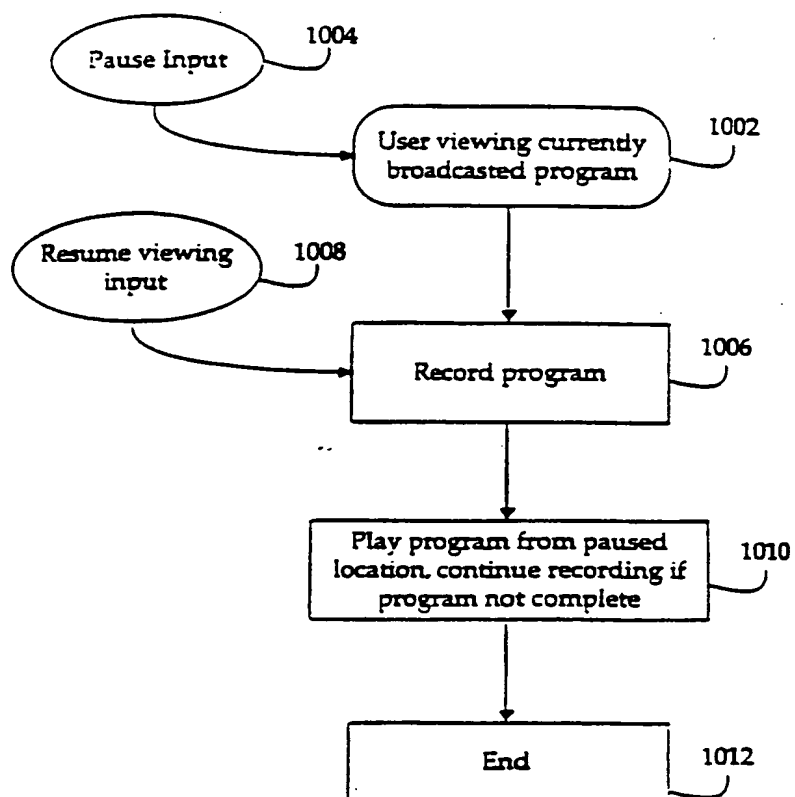 1004
Pause Input
1002
User viewing currently
broadcasted program
Resume viewing
input
1008
1006
Record program
Play program from paused
location, continue recording if
program not complete
1010
End
1012